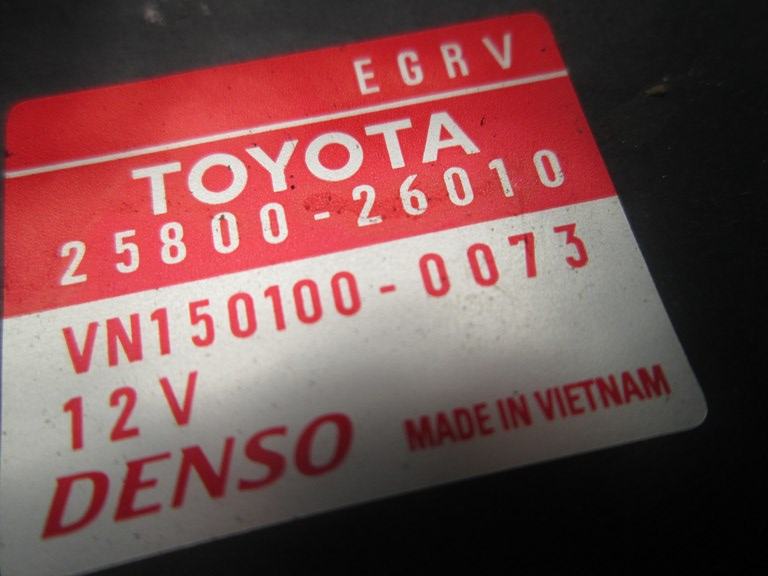 EGRV
TOYOTA
25800-26010
VN150100-0073
12V
DENSO MADE IN VIETNAM